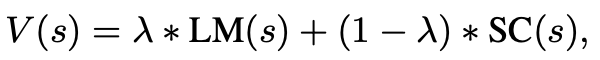 V(s) = λ * LM(s) + (1 − λ) * SC(s),